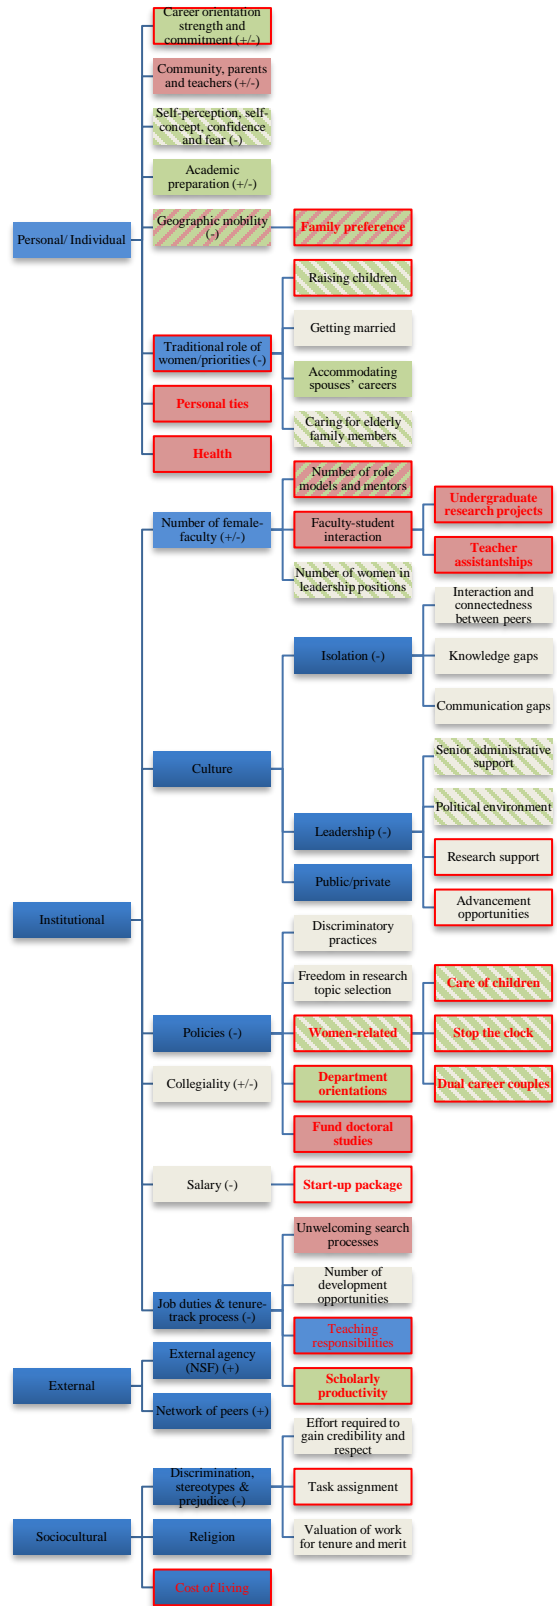 Career orientation
strength and
commitment (+/-)
Community, parents
and teachers (+/-)
Self-perception, self-
concept, confidence
and fear (-)
Academic
preparation (+/-)
Personal/ Individual
Geographic mobility
(-)
Family preference
Raising children
Getting married
Traditional role of
women/priorities (-)
Accommodating
spouses' careers
Caring for elderly
family members
Personal ties
Health
Number of female-
faculty (+/-)
Number of role
models and mentors
Faculty-student
interaction
Undergraduate
research projects
Teacher
assistantships
Number of women in
leadership positions
Institutional
Culture
Isolation (-)
Interaction and
connectedness
between peers
Knowledge gaps
Communication gaps
Leadership (-)
Senior administrative
support
Political environment
Research support
Advancement
opportunities
Public/private
Policies (-)
Discriminatory
practices
Freedom in research
topic selection
Women-related
Care of children
Stop the clock
Dual career couples
Department
orientations
Fund doctoral
studies
Collegiality (+/-)
Salary (-)
Start-up package
Job duties & tenure-
track process (-)
Unwelcoming search
processes
Number of
development
opportunities
Teaching
responsibilities
Scholarly
productivity
External
External agency
(NSF) (+)
Network of peers (+)
Sociocultural
Discrimination,
stereotypes &
prejudice (-)
Effort required to
gain credibility and
respect
Task assignment
Valuation of work
for tenure and merit
Religion
Cost of living